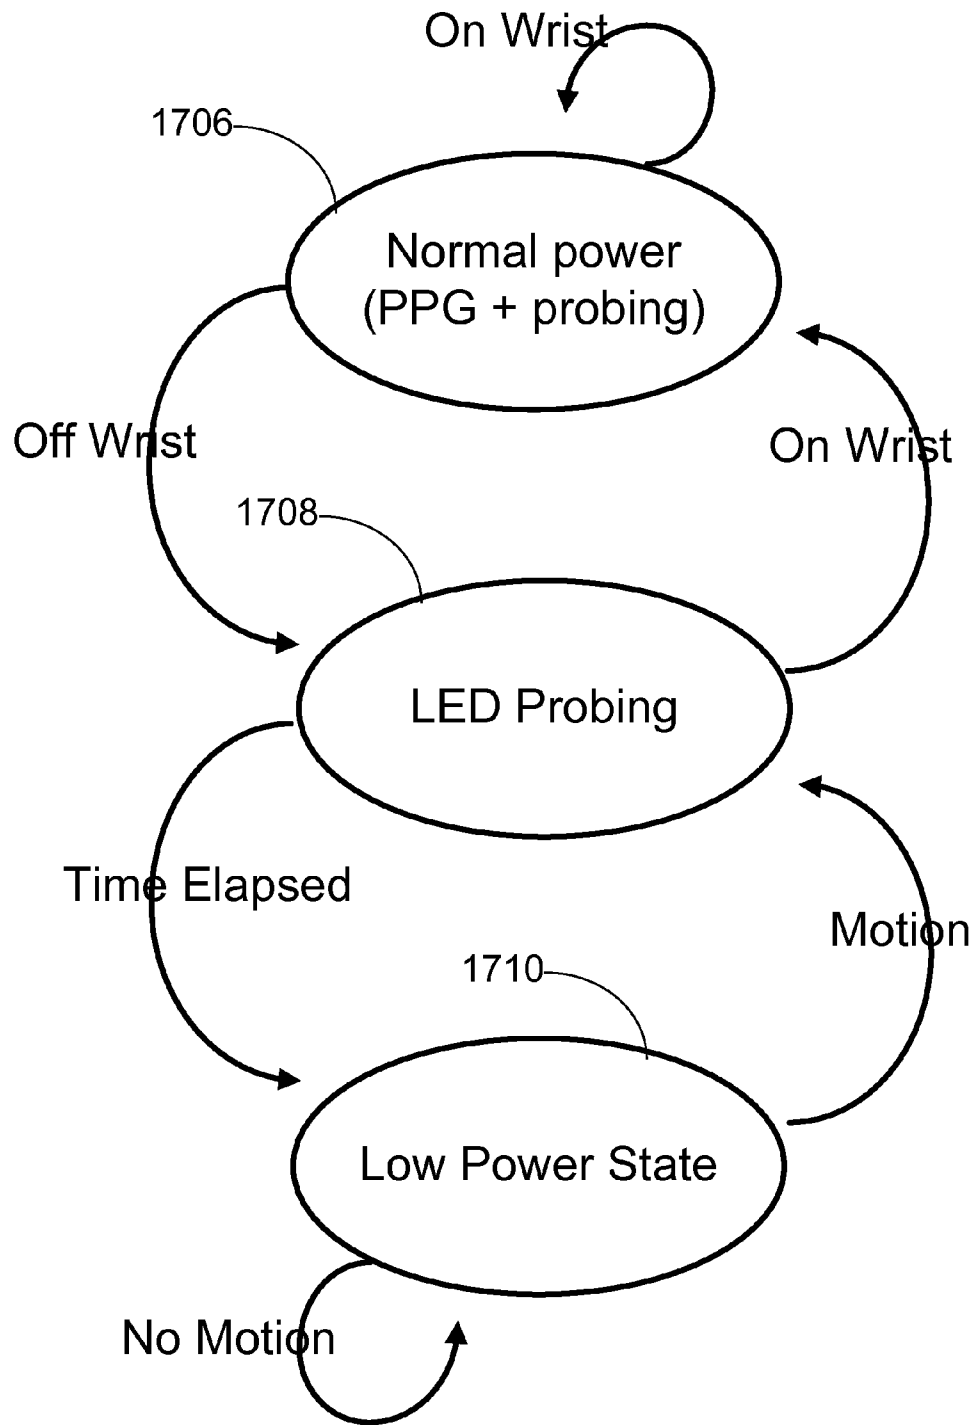 On Wrist
1706
Normal power
(PPG + probing)
Off Wrist
On Wrist
1708
LED Probing
Time Elapsed
Motion
1710
Low Power State
No Motion